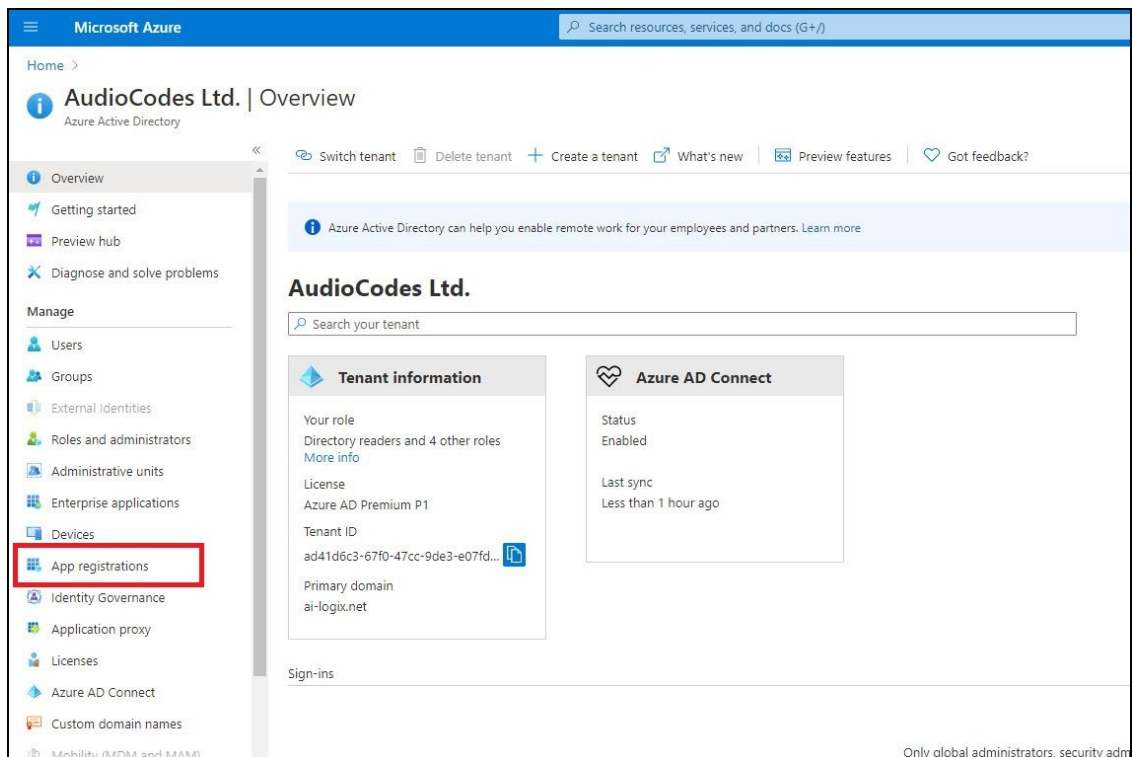 Microsoft Azure
Search resources, services, and docs (G+/)
Home >
AudioCodes Ltd. | Overview
Azure Active Directory
«
Switch tenant
Delete tenant
Create a tenant
What's new
Preview features
Got feedback?
Overview
Getting started
Preview hub
Diagnose and solve problems
Manage
Users
Groups
External Identities
Roles and administrators
Administrative units
Enterprise applications
Devices
App registrations
Identity Governance
Application proxy
Licenses
Azure AD Connect
Custom domain names
Mobility (MDM and MAM)
Azure Active Directory can help you enable remote work for your employees and partners. Learn more
AudioCodes Ltd.
Search your tenant
Tenant information
Your role
Directory readers and 4 other roles
More info
License
Azure AD Premium P1
Tenant ID
ad41d6c3-67f0-47cc-9de3-e07fd...
Primary domain
ai-logix.net
Azure AD Connect
Status
Enabled
Last sync
Less than 1 hour ago
Sign-ins
Only global administrators, security adm